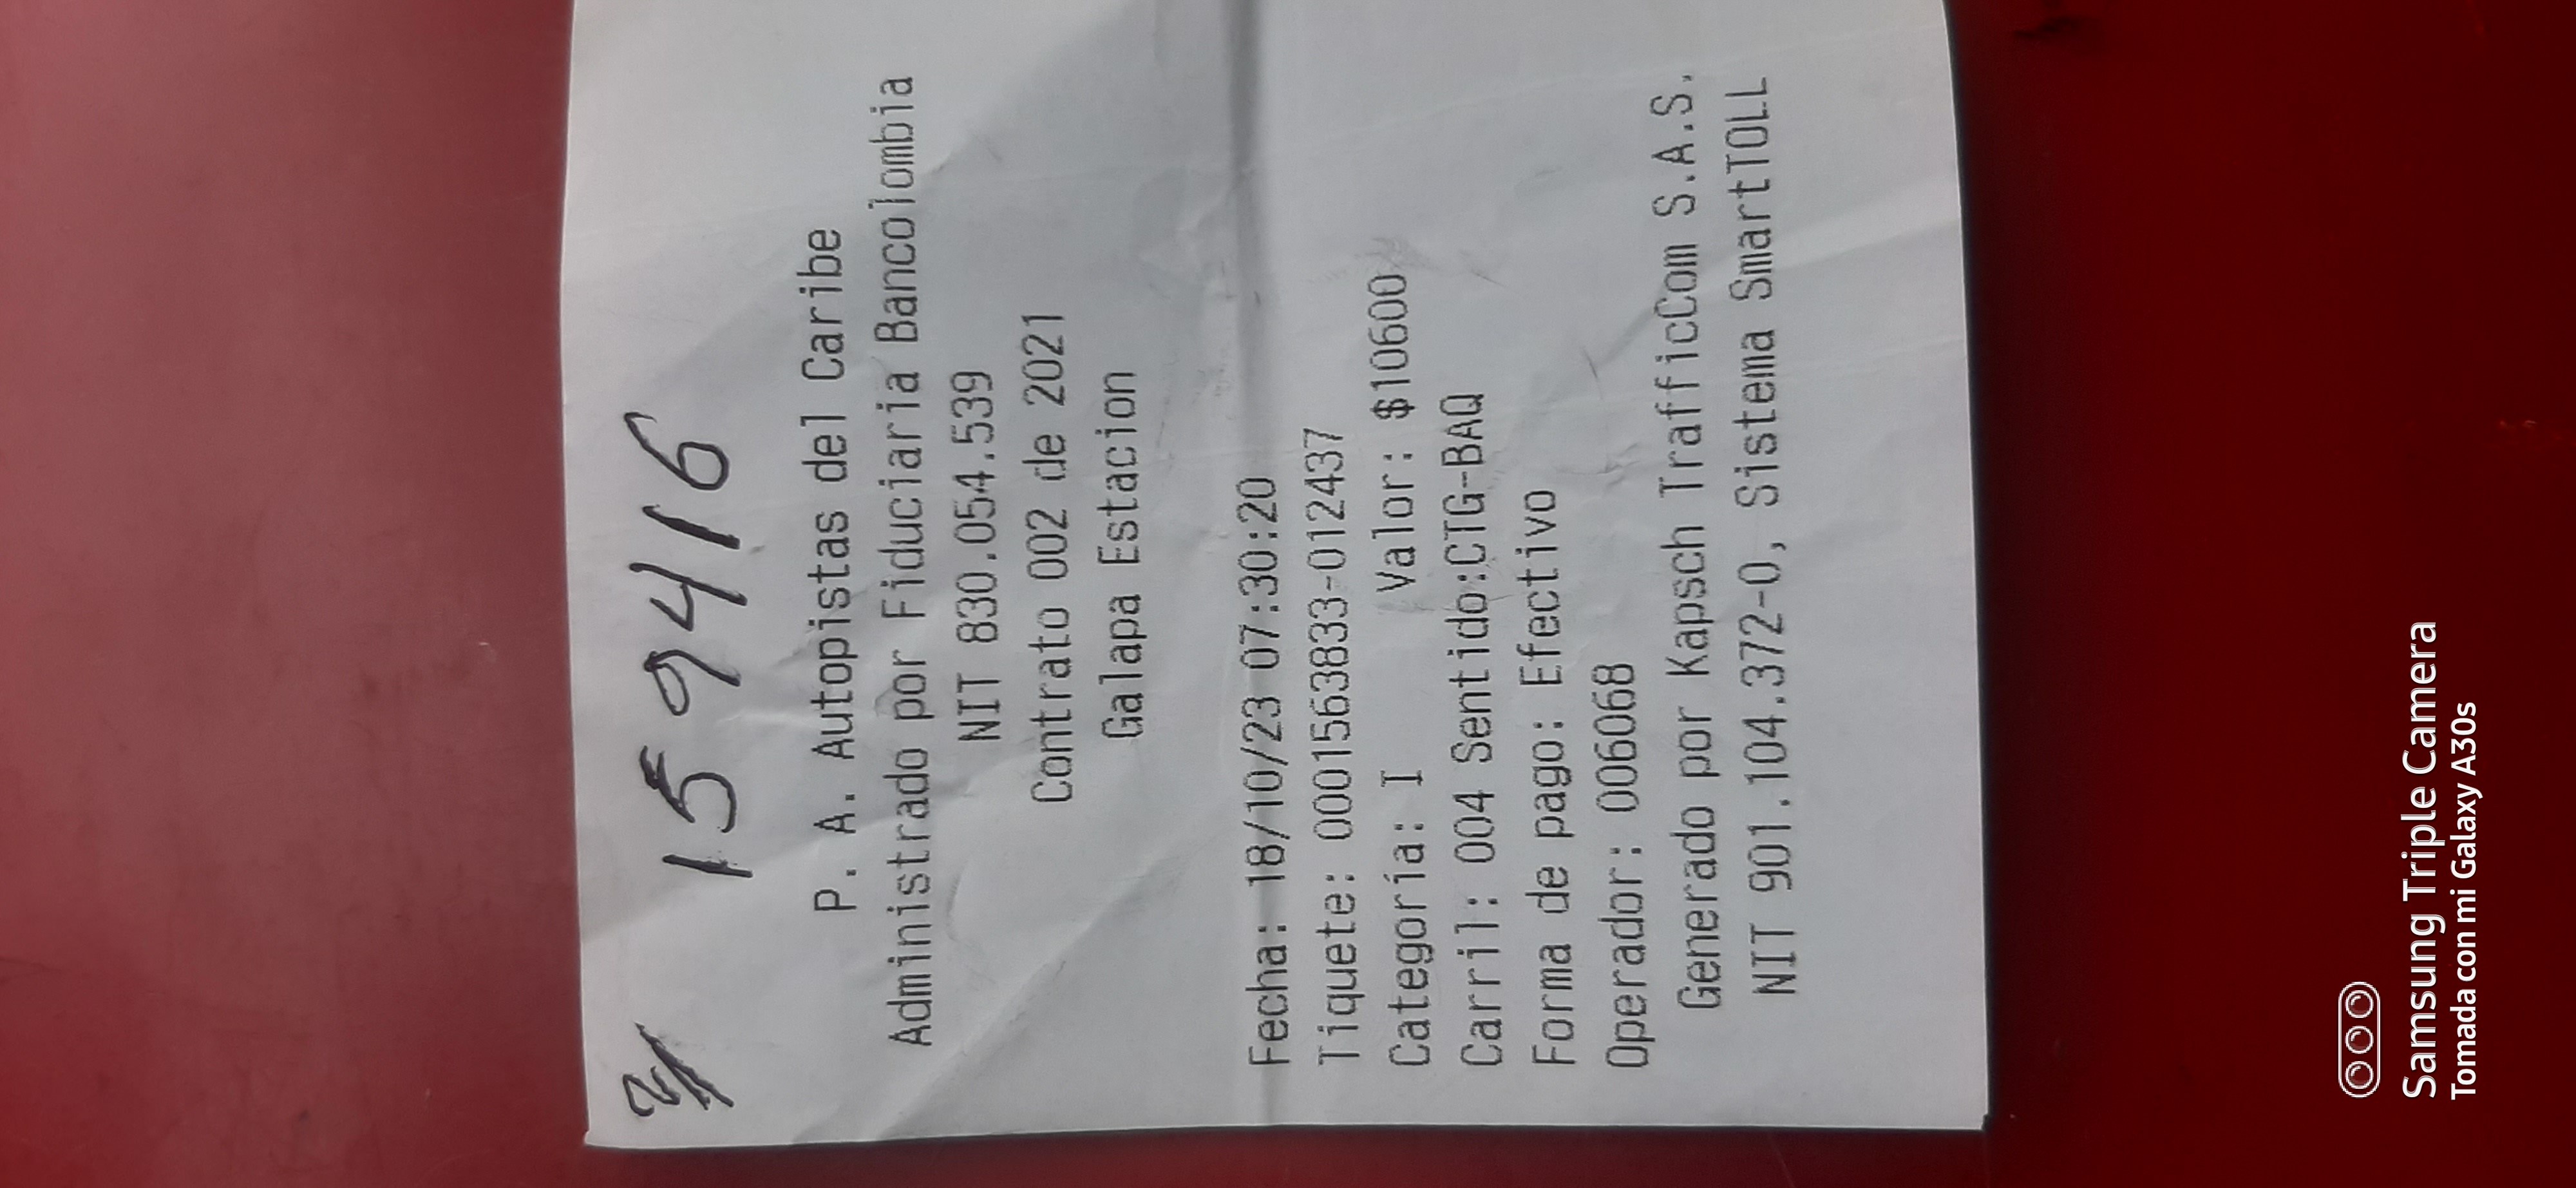 159416
P. A. Autopistas del Caribe
Administrado por Fiduciaria Bancolombia
NIT 830.054.539
Contrato 002 de 2021
Galapa Estacion
Fecha: 18/10/23 07:30:20
Tiquete: 0001563833-012437
Categoría: I Valor: $10600
Carril: 004 Sentido:CTG-BAQ
Forma de pago: Efectivo
Operador: 006068
Generado por Kapsch TrafficCom S.A.S.
NIT 901.104.372-0, Sistema SmartTOLL
Samsung Triple Camera
Tomada con mi Galaxy A30s